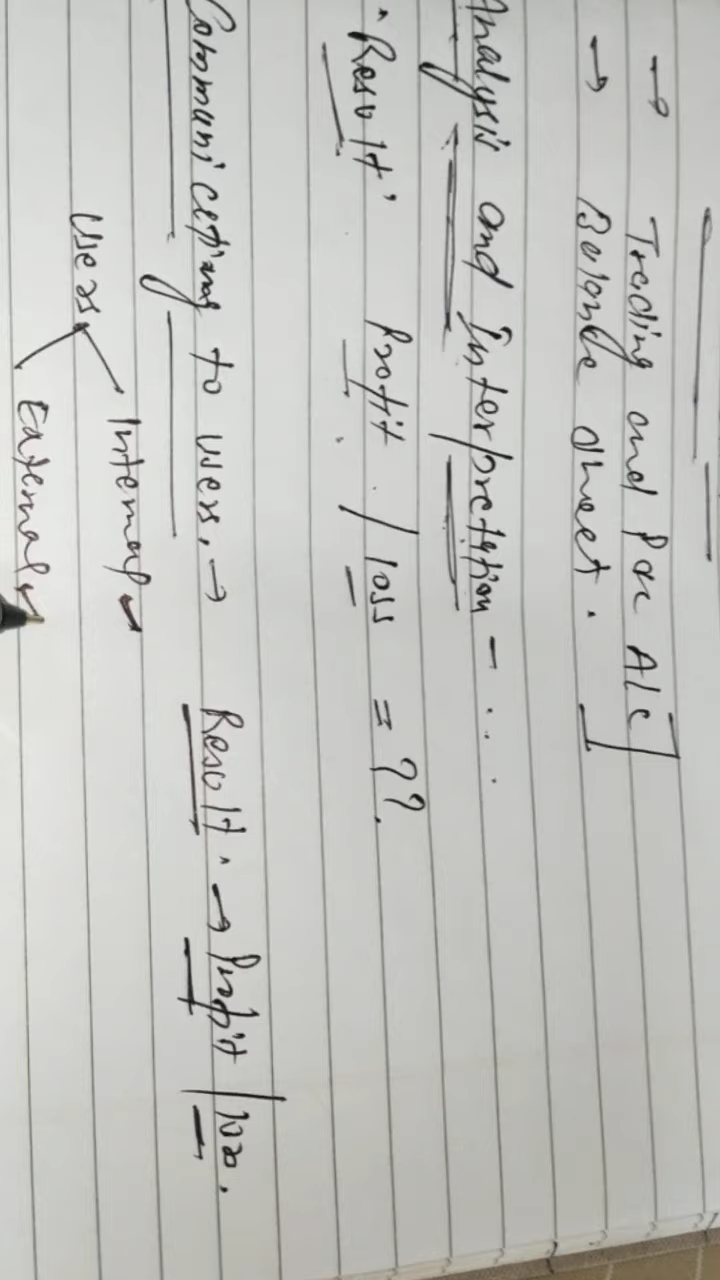 → Trading and P&L A/C]
→ Balance sheet.
Analysis and Interpretation - ...
"Result" Profit / loss = ??.
Communicating to users. → Result. → Profit / loss.
Users
Internal
External